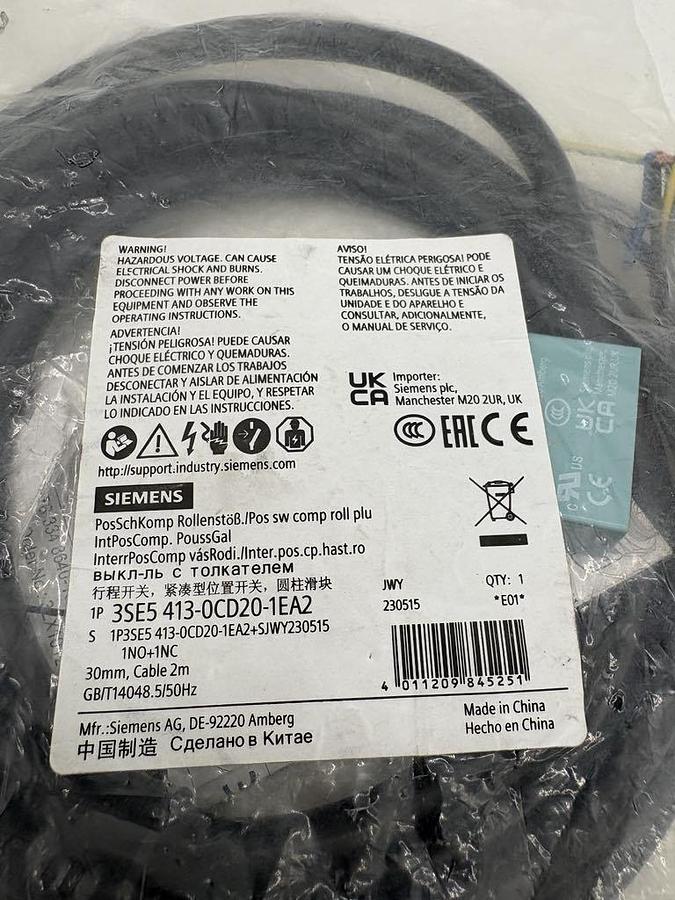 WARNING!
HAZARDOUS VOLTAGE. CAN CAUSE
ELECTRICAL SHOCK AND BURNS.
DISCONNECT POWER BEFORE
PROCEEDING WITH ANY WORK ON THIS
EQUIPMENT AND OBSERVE THE
OPERATING INSTRUCTIONS.
ADVERTENCIA!
¡TENSIÓN PELIGROSA! PUEDE CAUSAR
CHOQUE ELÉCTRICO Y QUEMADURAS.
ANTES DE COMENZAR LOS TRABAJOS
DESCONECTAR Y AISLAR DE ALIMENTACIÓN
LA INSTALACIÓN Y EL EQUIPO, Y RESPETAR
LO INDICADO EN LAS INSTRUCCIONES.
AVISO!
TENSÃO ELÉTRICA PERIGOSA! PODE
CAUSAR UM CHOQUE ELÉTRICO E
QUEIMADURAS. ANTES DE INICIAR OS
TRABALHOS, DESLIGUE A TENSÃO DA
UNIDADE E DO APARELHO E
CONSULTAR, ADICIONALMENTE,
O MANUAL DE SERVIÇO.
UK
CA
Importer:
Siemens plc,
Manchester M20 2UR, UK
CCC EAC CE
http://support.industry.siemens.com
SIEMENS
PosSchKomp Rollenstöß./Pos sw comp roll plu
IntPosComp. PoussGal
InterrPosComp vásRodi./Inter.pos.cp.hast.ro
выкл-ль с толкателем
行程开关，紧凑型位置开关，圆柱滑块
1P 3SE5 413-0CD20-1EA2
S 1P3SE5 413-0CD20-1EA2+SJWY230515
1NO+1NC
30mm, Cable 2m
GB/T14048.5/50Hz
JWY
230515
QTY: 1
*E01*
4 011209 845251
Mfr.:Siemens AG, DE-92220 Amberg
中国制造 Сделано в Китае
Made in China
Hecho en China
UK
CA
M20 2UR,UK
US
CE